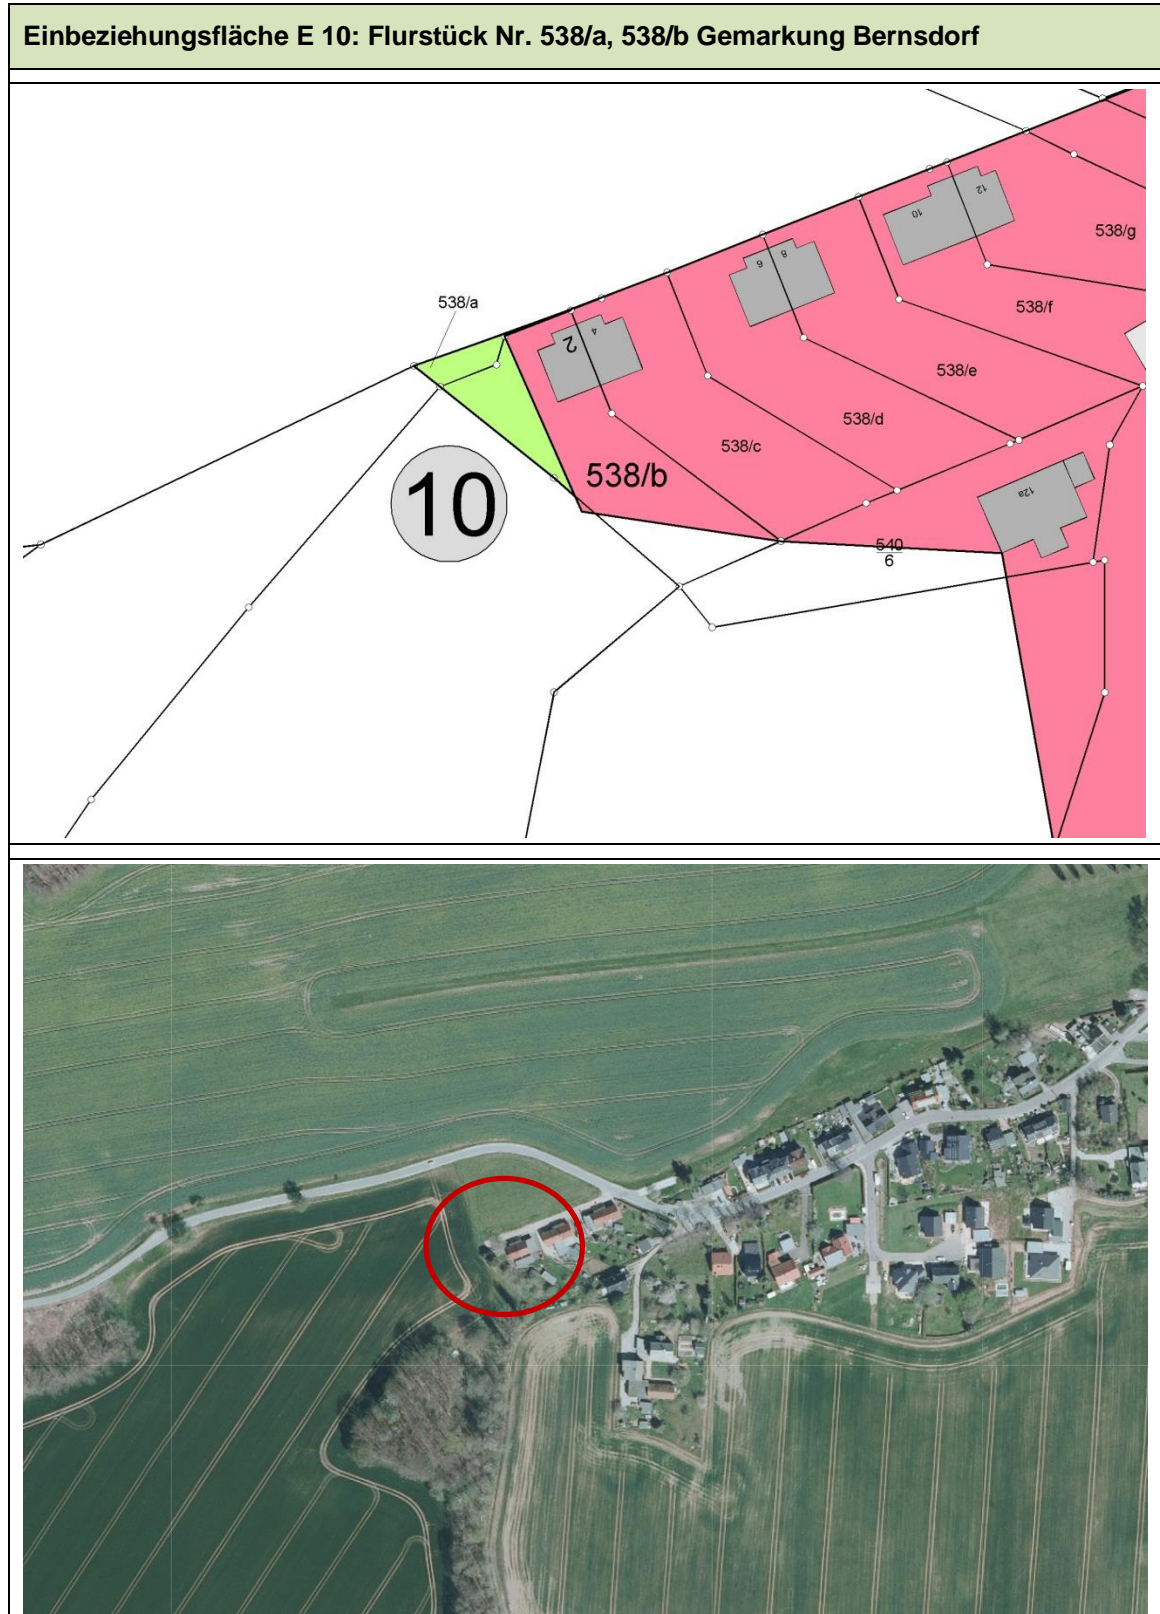 Einbeziehungsfläche E 10: Flurstück Nr. 538/a, 538/b Gemarkung Bernsdorf
12
10
538/g
8
6
538/a
538/f
4
2
538/e
538/d
538/c
538/b
10
12a
540
6